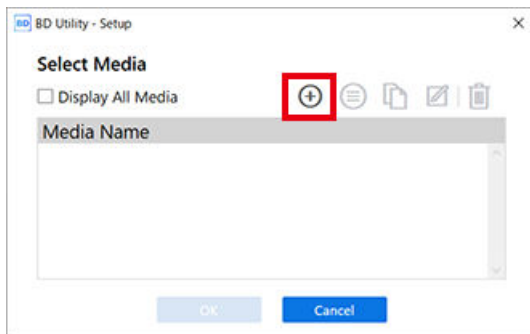 BD BD Utility - Setup
Select Media
Display All Media
Media Name
OK
Cancel